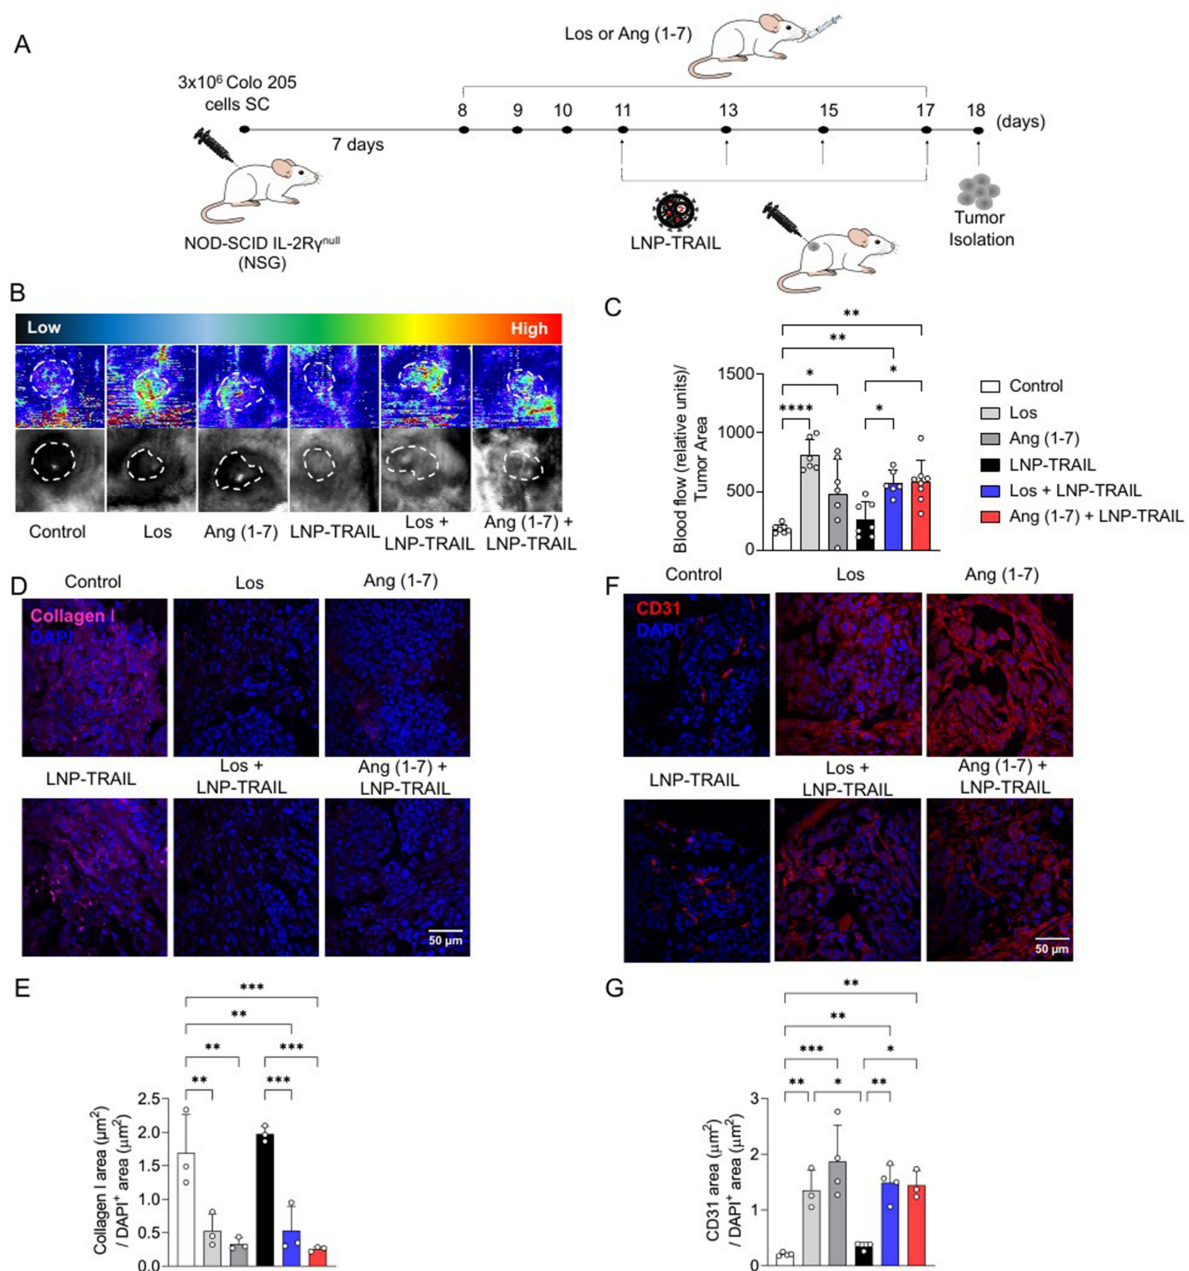 A
Los or Ang (1-7)
3x10⁶ Colo 205
cells SC
7 days
8 9 10 11 13 15 17 18 (days)
NOD-SCID IL-2Rγⁿᵘˡˡ
(NSG)
LNP-TRAIL
Tumor
Isolation
B
Low High
Control Los Ang (1-7) LNP-TRAIL Los + LNP-TRAIL Ang (1-7) + LNP-TRAIL
C
Blood flow (relative units)/
Tumor Area
1500
1000
500
0
**
**
* *
**** *
Control
Los
Ang (1-7)
LNP-TRAIL
Los + LNP-TRAIL
Ang (1-7) + LNP-TRAIL
D
Control Los Ang (1-7)
Collagen I
DAPI
LNP-TRAIL Los + LNP-TRAIL Ang (1-7) + LNP-TRAIL
50 μm
F
Control Los Ang (1-7)
CD31
DAPI
LNP-TRAIL Los + LNP-TRAIL Ang (1-7) + LNP-TRAIL
50 μm
E
***
**
** ***
** ***
Collagen I area (μm²)
/ DAPI⁺ area (μm²)
2.5
2.0
1.5
1.0
0.5
0.0
G
**
**
*** *
** * **
CD31 area (μm²)
/ DAPI⁺ area (μm²)
3
2
1
0